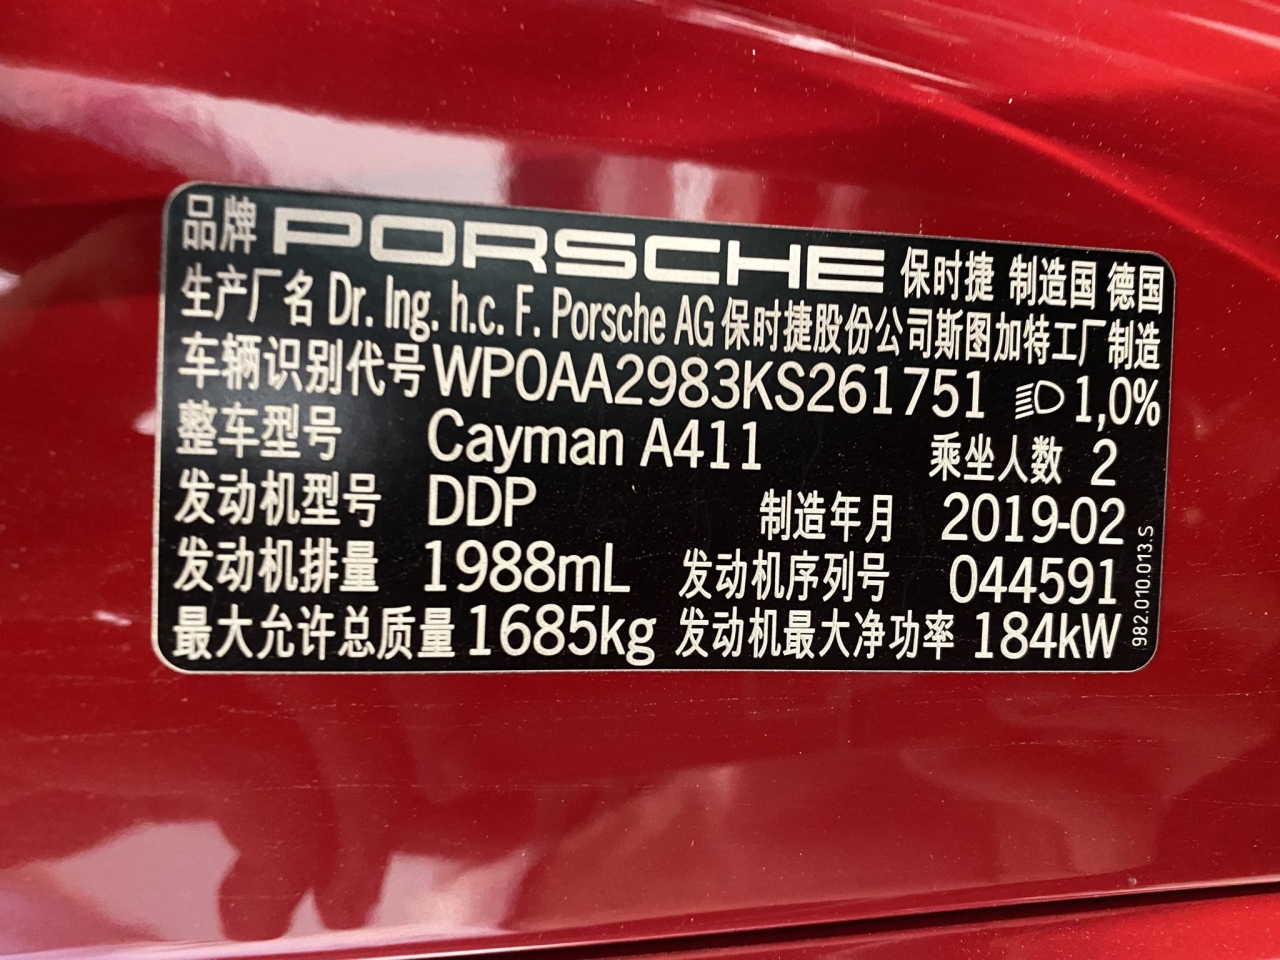 品牌 PORSCHE 保时捷 制造国 德国
生产厂名 Dr. Ing. h.c. F. Porsche AG 保时捷股份公司斯图加特工厂制造
车辆识别代号 WP0AA2983KS261751 1,0%
整车型号 Cayman A411 乘坐人数 2
发动机型号 DDP 制造年月 2019-02
发动机排量 1988mL 发动机序列号 044591
最大允许总质量 1685kg 发动机最大净功率 184kW
982.010.013.S